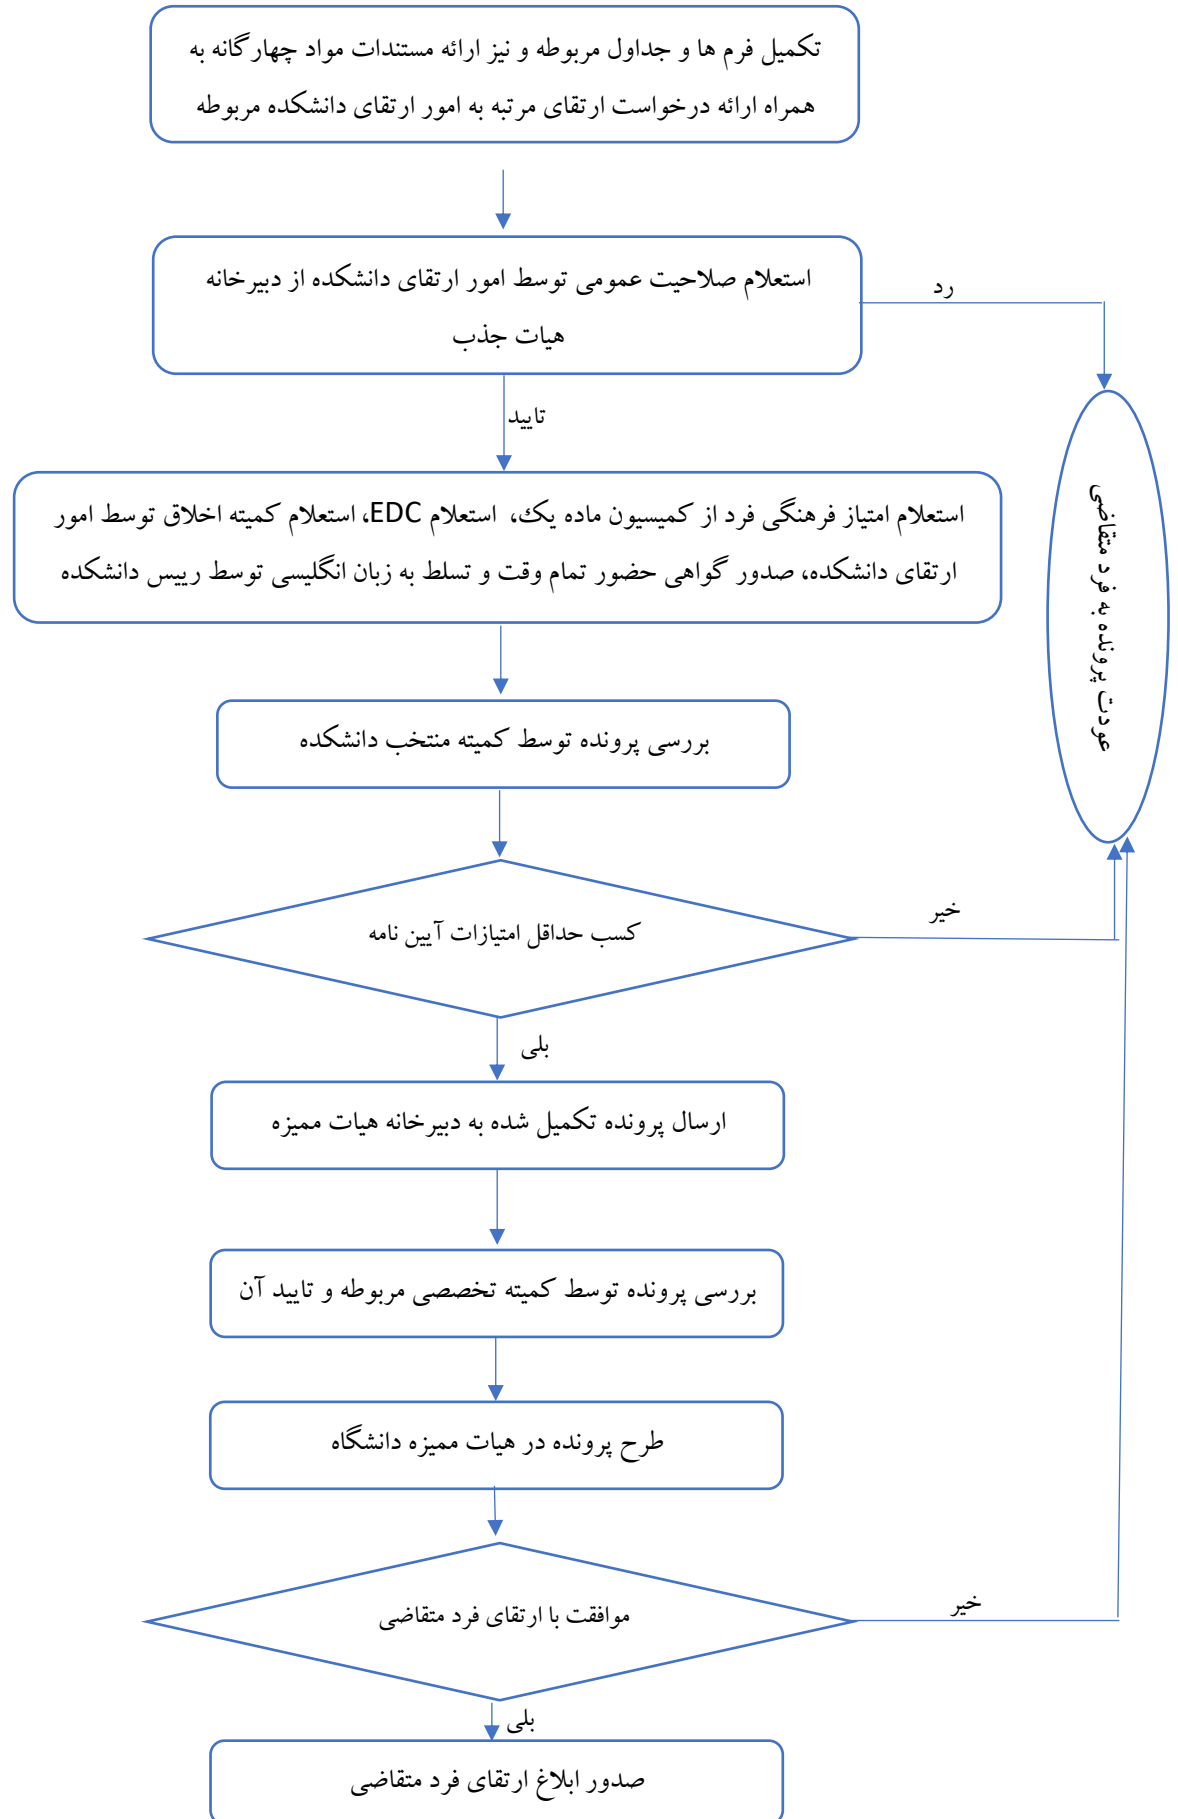 تکمیل فرم ها و جداول مربوطه و نیز ارائه مستندات مواد چهارگانه به
همراه ارائه درخواست ارتقای مرتبه به امور ارتقای دانشکده مربوطه
استعلام صلاحیت عمومی توسط امور ارتقای دانشکده از دبیرخانه
هیات جذب
رد
تایید
استعلام امتیاز فرهنگی فرد از کمیسیون ماده یک، استعلام EDC، استعلام کمیته اخلاق توسط امور
ارتقای دانشکده، صدور گواهی حضور تمام وقت و تسلط به زبان انگلیسی توسط رییس دانشکده
عودت پرونده به فرد متقاضی
بررسی پرونده توسط کمیته منتخب دانشکده
کسب حداقل امتیازات آیین نامه
خیر
بلی
ارسال پرونده تکمیل شده به دبیرخانه هیات ممیزه
بررسی پرونده توسط کمیته تخصصی مربوطه و تایید آن
طرح پرونده در هیات ممیزه دانشگاه
موافقت با ارتقای فرد متقاضی
خیر
بلی
صدور ابلاغ ارتقای فرد متقاضی